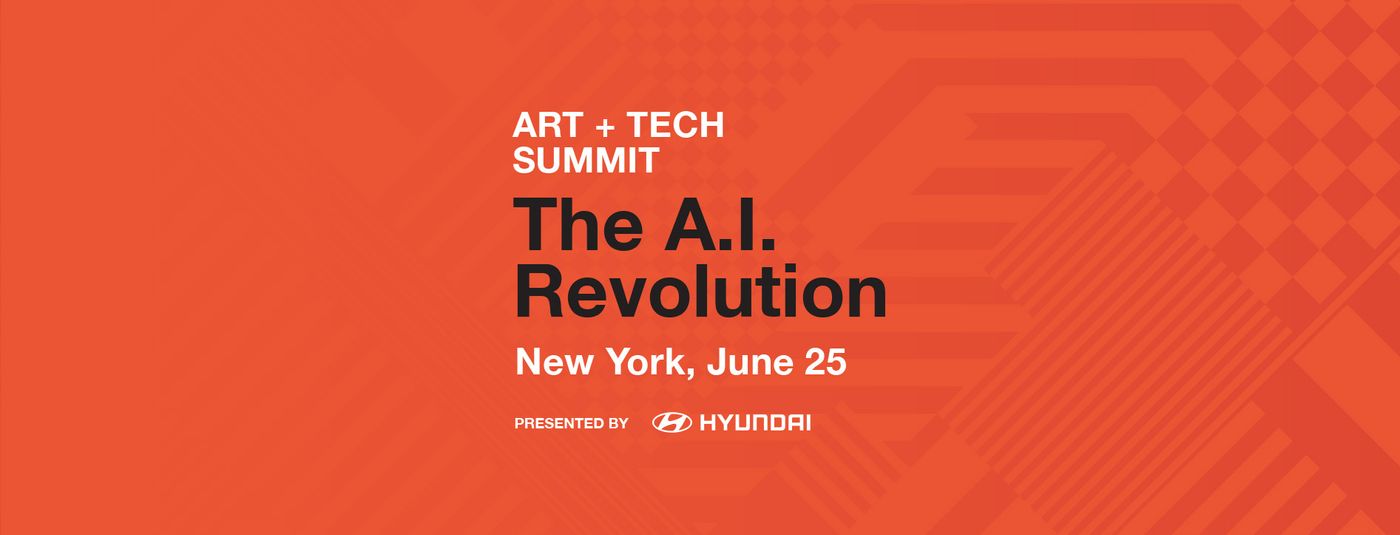 ART + TECH
SUMMIT
The A.I.
Revolution
New York, June 25
PRESENTED BY HYUNDAI